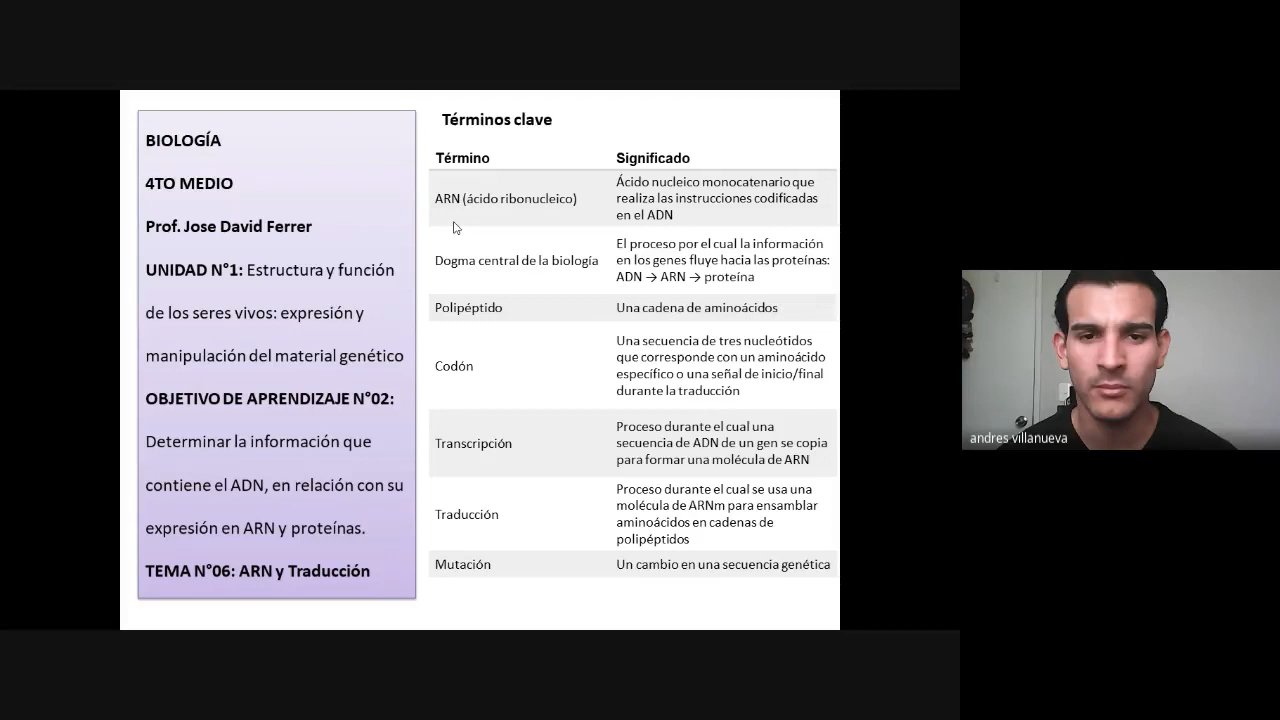 BIOLOGÍA
4TO MEDIO
Prof. Jose David Ferrer
UNIDAD N°1: Estructura y función
de los seres vivos: expresión y
manipulación del material genético
OBJETIVO DE APRENDIZAJE N°02:
Determinar la información que
contiene el ADN, en relación con su
expresión en ARN y proteínas.
TEMA N°06: ARN y Traducción
Términos clave
Término
Significado
ARN (ácido ribonucleico)
Ácido nucleico monocatenario que
realiza las instrucciones codificadas
en el ADN
Dogma central de la biología
El proceso por el cual la información
en los genes fluye hacia las proteínas:
ADN → ARN → proteína
Polipéptido
Una cadena de aminoácidos
Codón
Una secuencia de tres nucleótidos
que corresponde con un aminoácido
específico o una señal de inicio/final
durante la traducción
Transcripción
Proceso durante el cual una
secuencia de ADN de un gen se copia
para formar una molécula de ARN
Traducción
Proceso durante el cual se usa una
molécula de ARNm para ensamblar
aminoácidos en cadenas de
polipéptidos
Mutación
Un cambio en una secuencia genética
andres villanueva